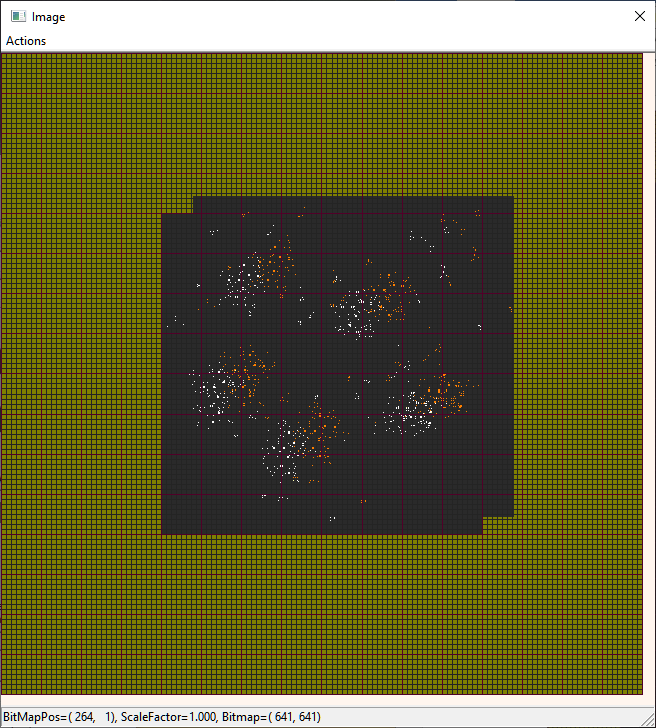 Image
Actions
BitMapPos=( 264,   1), ScaleFactor=1.000, Bitmap=( 641, 641)